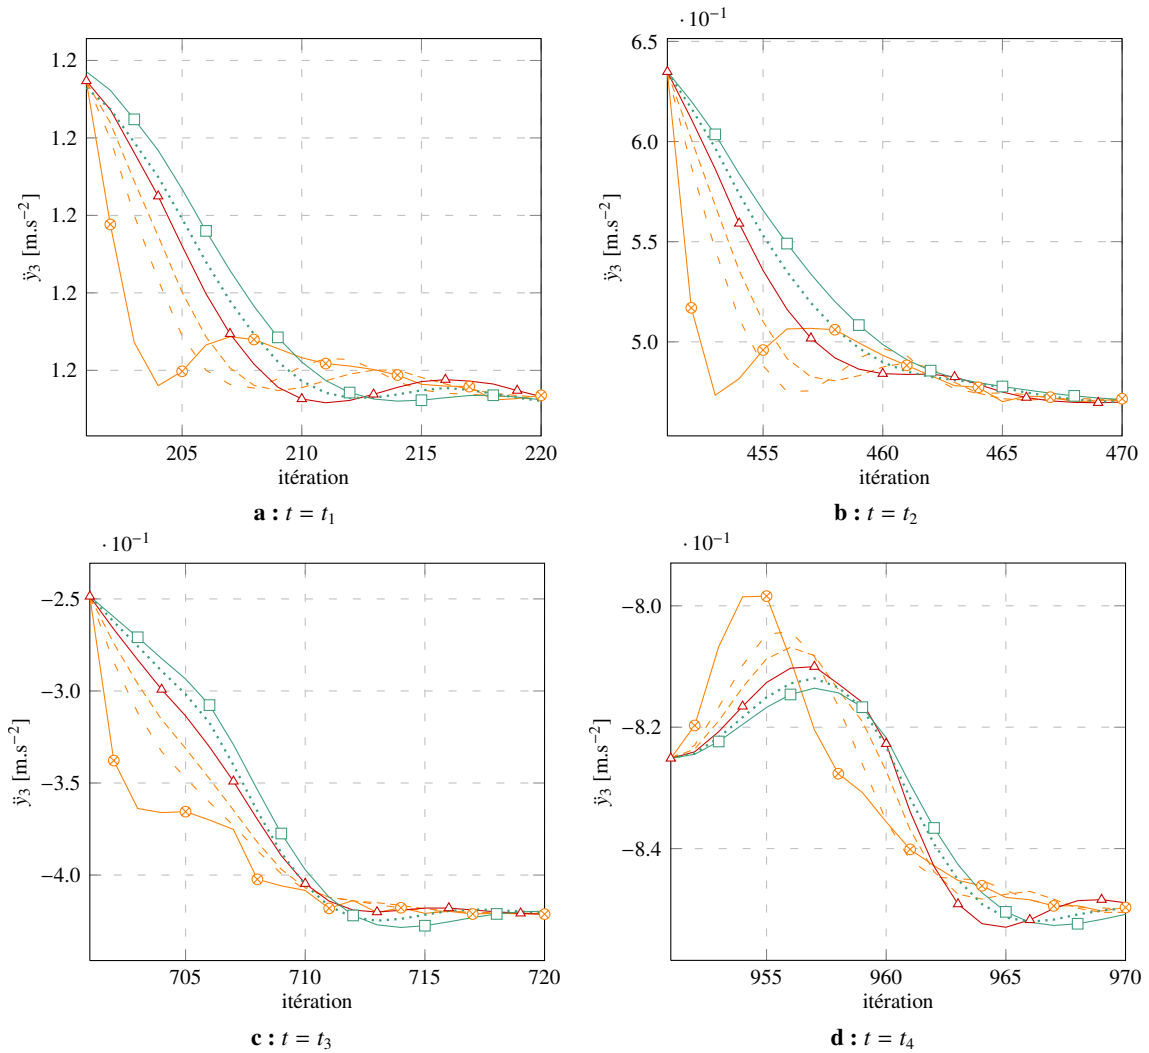 1.2
1.2
1.2
1.2
1.2
205 210 215 220
itération
ÿ₃ [m.s⁻²]
a : t = t₁
· 10⁻¹
6.5
6.0
5.5
5.0
455 460 465 470
itération
ÿ₃ [m.s⁻²]
b : t = t₂
· 10⁻¹
−2.5
−3.0
−3.5
−4.0
705 710 715 720
itération
ÿ₃ [m.s⁻²]
c : t = t₃
· 10⁻¹
−8.0
−8.2
−8.4
955 960 965 970
itération
ÿ₃ [m.s⁻²]
d : t = t₄